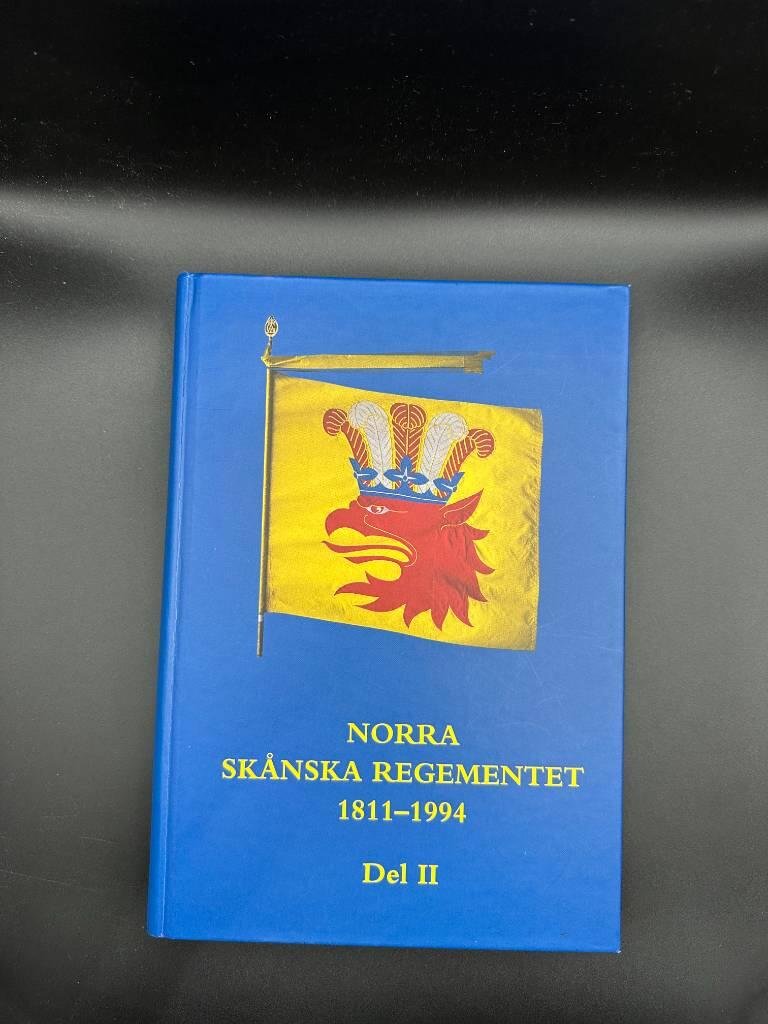 NORRA
SKÅNSKA REGEMENTET
1811–1994
Del II